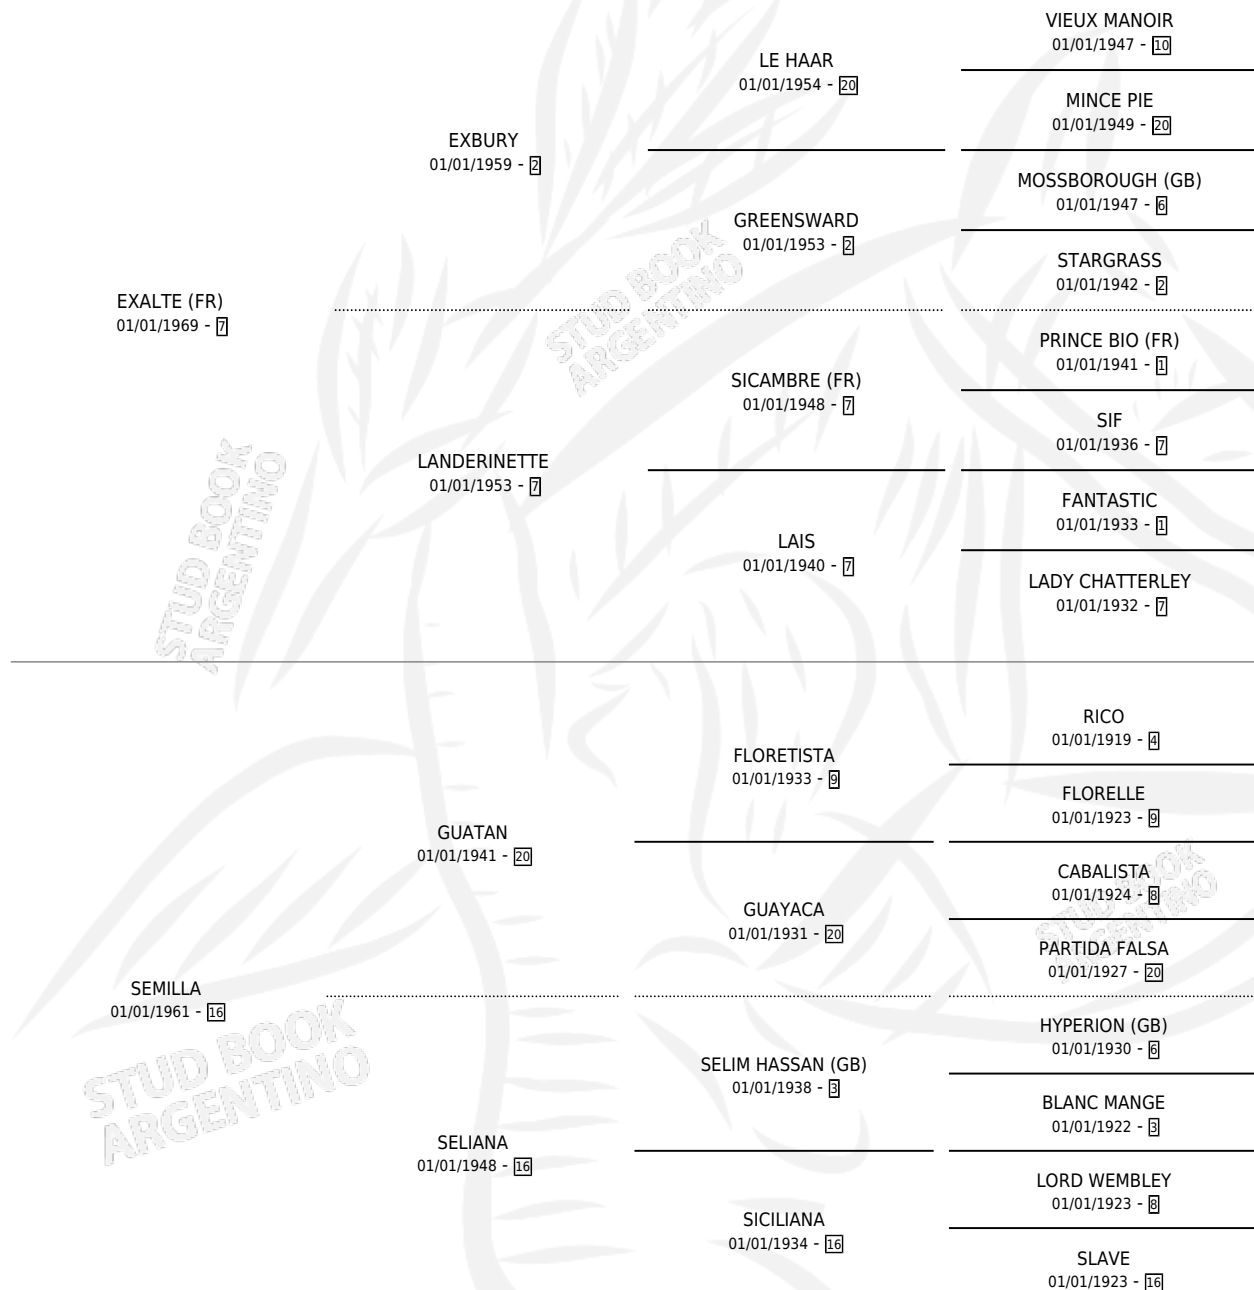 VIEUX MANOIR
01/01/1947 - 10
LE HAAR
01/01/1954 - 20
MINCE PIE
01/01/1949 - 20
EXBURY
01/01/1959 - 2
MOSSBOROUGH (GB)
01/01/1947 - 6
GREENSWARD
01/01/1953 - 2
STARGRASS
01/01/1942 - 2
EXALTE (FR)
01/01/1969 - 7
PRINCE BIO (FR)
01/01/1941 - 1
SICAMBRE (FR)
01/01/1948 - 7
SIF
01/01/1936 - 7
LANDERINETTE
01/01/1953 - 7
FANTASTIC
01/01/1933 - 1
LAIS
01/01/1940 - 7
LADY CHATTERLEY
01/01/1932 - 7
RICO
01/01/1919 - 4
FLORETISTA
01/01/1933 - 9
FLORELLE
01/01/1923 - 9
GUATAN
01/01/1941 - 20
CABALISTA
01/01/1924 - 8
GUAYACA
01/01/1931 - 20
PARTIDA FALSA
01/01/1927 - 20
SEMILLA
01/01/1961 - 16
HYPERION (GB)
01/01/1930 - 6
SELIM HASSAN (GB)
01/01/1938 - 3
BLANC MANGE
01/01/1922 - 3
SELIANA
01/01/1948 - 16
LORD WEMBLEY
01/01/1923 - 8
SICILIANA
01/01/1934 - 16
SLAVE
01/01/1923 - 16
STUD BOOK
ARGENTINO
STUD BOOK
ARGENTINO
STUD BOOK
ARGENTINO
STUD BOOK
ARGENTINO